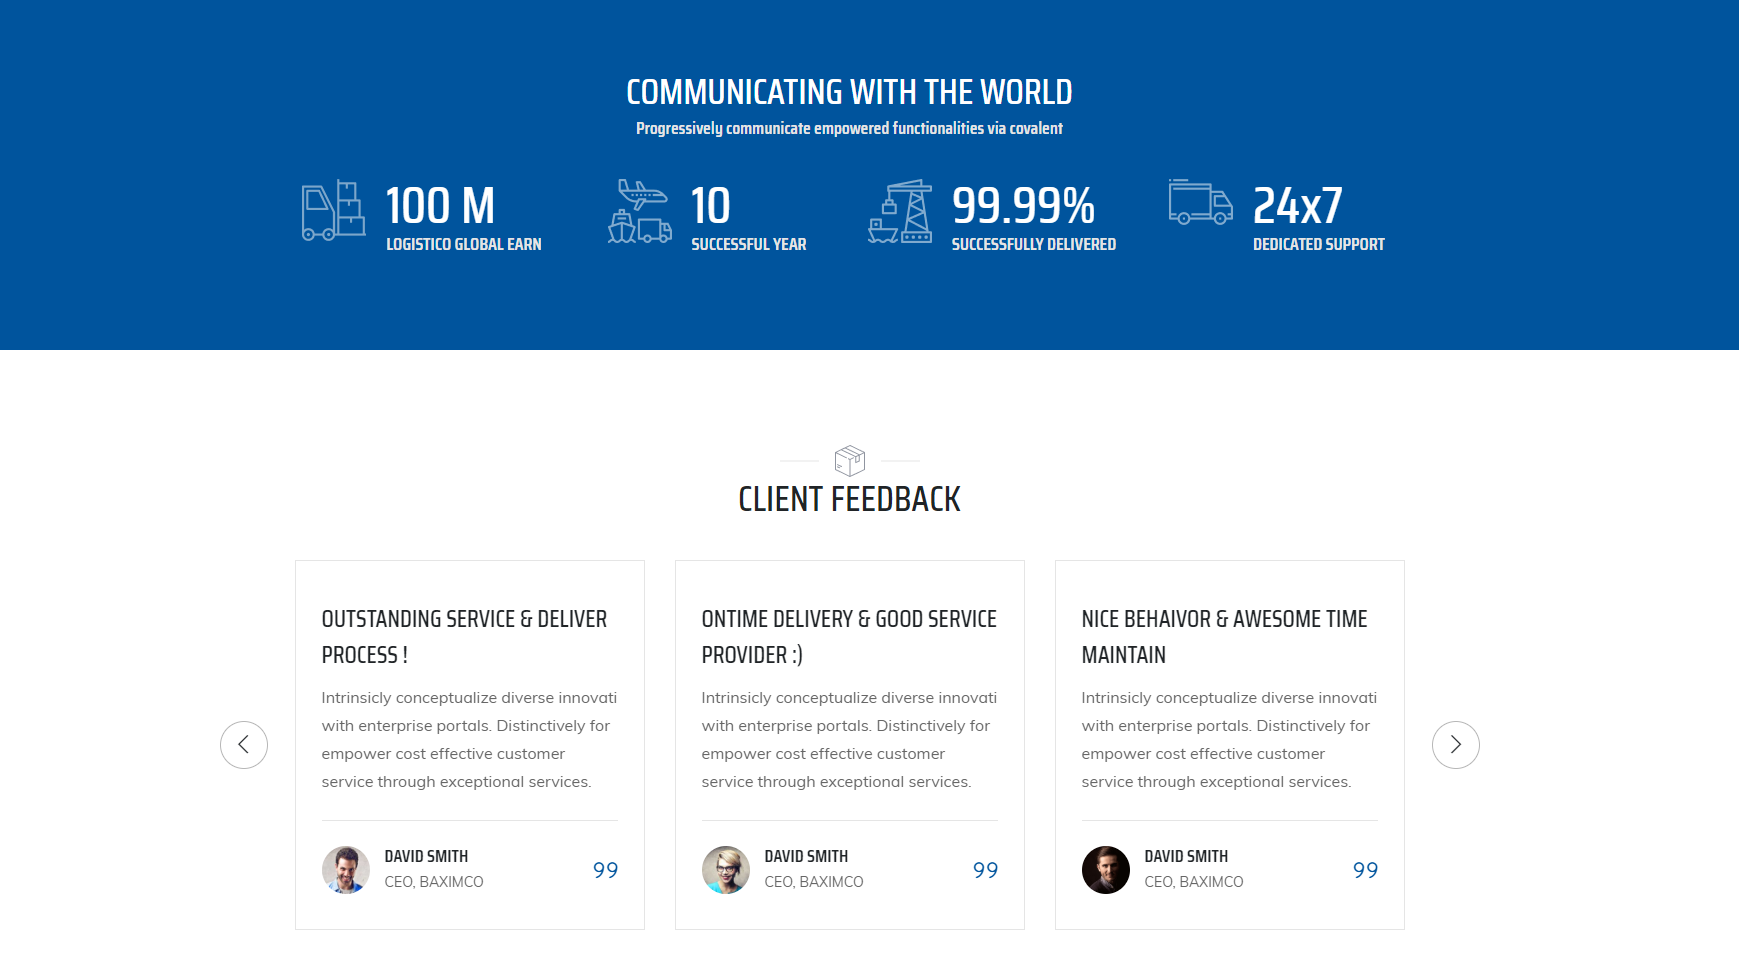 COMMUNICATING WITH THE WORLD
Progressively communicate empowered functionalities via covalent
100 M
LOGISTICO GLOBAL EARN
10
SUCCESSFUL YEAR
99.99%
SUCCESSFULLY DELIVERED
24x7
DEDICATED SUPPORT
CLIENT FEEDBACK
OUTSTANDING SERVICE & DELIVER
PROCESS !
Intrinsicly conceptualize diverse innovati
with enterprise portals. Distinctively for
empower cost effective customer
service through exceptional services.
DAVID SMITH
CEO, BAXIMCO
99
ONTIME DELIVERY & GOOD SERVICE
PROVIDER :)
Intrinsicly conceptualize diverse innovati
with enterprise portals. Distinctively for
empower cost effective customer
service through exceptional services.
DAVID SMITH
CEO, BAXIMCO
99
NICE BEHAIVOR & AWESOME TIME
MAINTAIN
Intrinsicly conceptualize diverse innovati
with enterprise portals. Distinctively for
empower cost effective customer
service through exceptional services.
DAVID SMITH
CEO, BAXIMCO
99